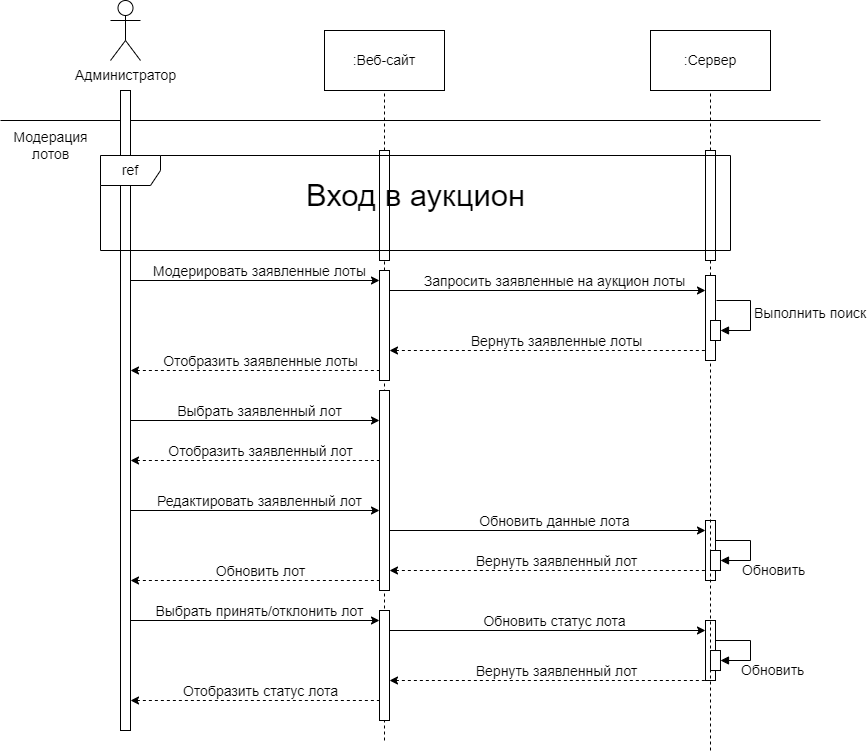 Администратор
:Веб-сайт
:Сервер
Модерация
лотов
ref
Вход в аукцион
Модерировать заявленные лоты
Запросить заявленные на аукцион лоты
Выполнить поиск
Вернуть заявленные лоты
Отобразить заявленные лоты
Выбрать заявленный лот
Отобразить заявленный лот
Редактировать заявленный лот
Обновить данные лота
Вернуть заявленный лот
Обновить
Обновить лот
Выбрать принять/отклонить лот
Обновить статус лота
Вернуть заявленный лот
Обновить
Отобразить статус лота